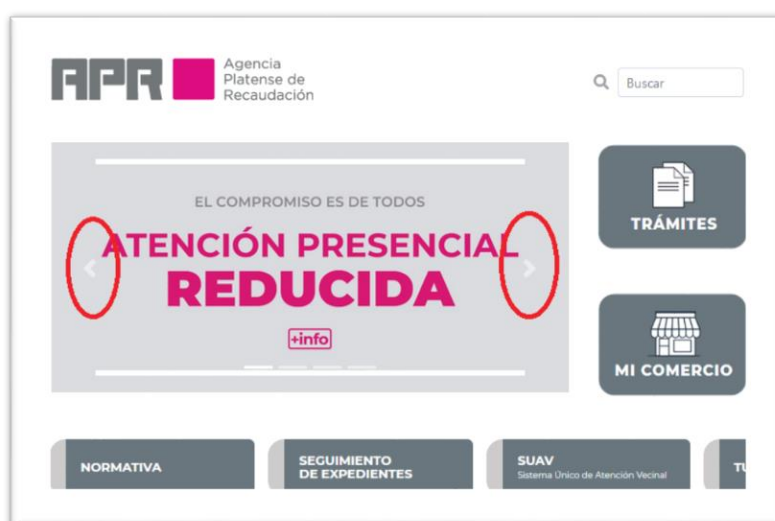 APR
Agencia
Platense de
Recaudación
Buscar
EL COMPROMISO ES DE TODOS
ATENCIÓN PRESENCIAL
REDUCIDA
+info
TRÁMITES
MI COMERCIO
NORMATIVA
SEGUIMIENTO
DE EXPEDIENTES
SUAV
Sistema Único de Atención Vecinal